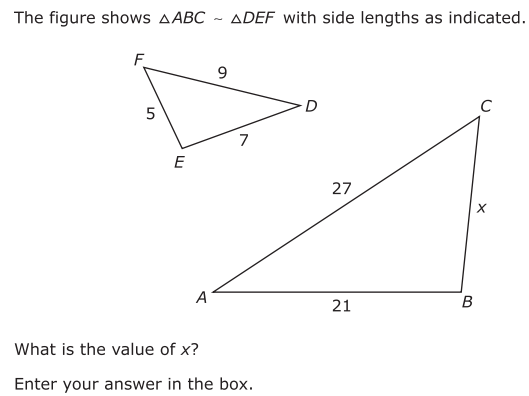 The figure shows △ABC ~ △DEF with side lengths as indicated.
F
9
D
5
7
E
C
27
x
A
21
B
What is the value of x?
Enter your answer in the box.